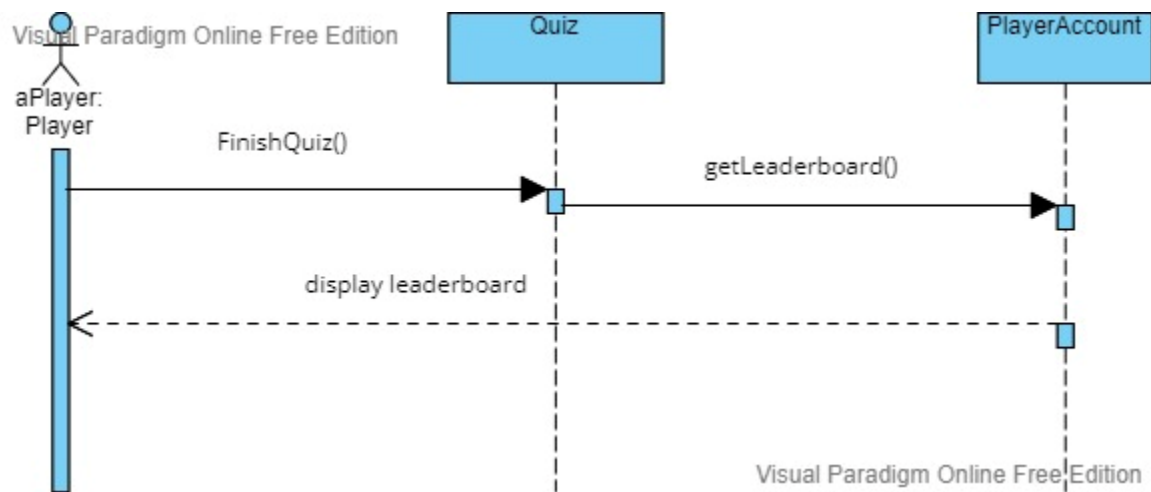 Visual Paradigm Online Free Edition
Quiz
PlayerAccount
aPlayer:
Player
FinishQuiz()
getLeaderboard()
display leaderboard
Visual Paradigm Online Free Edition